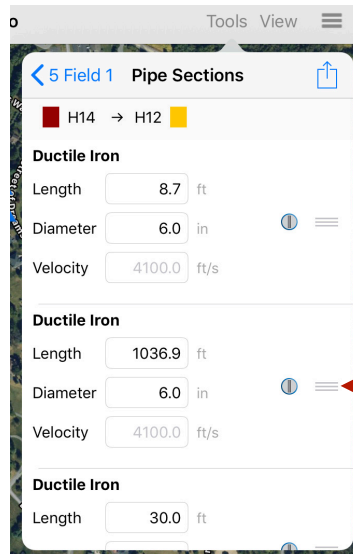 o Tools View
5 Field 1 Pipe Sections
H14 → H12
Ductile Iron
Length 8.7 ft
Diameter 6.0 in
Velocity 4100.0 ft/s
Ductile Iron
Length 1036.9 ft
Diameter 6.0 in
Velocity 4100.0 ft/s
Ductile Iron
Length 30.0 ft